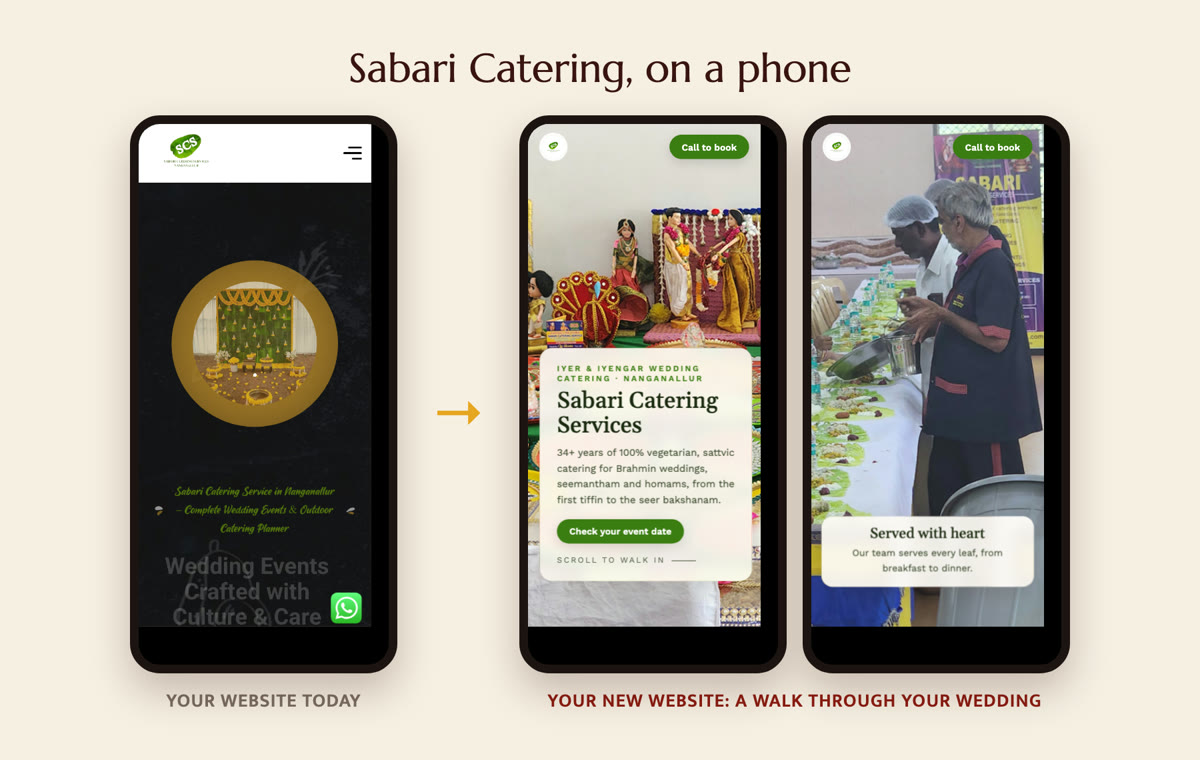 Sabari Catering, on a phone
SCS
Sabari Catering Service in Nanganallur
– Complete Wedding Events & Outdoor
Catering Planner
Wedding Events
Crafted with
Culture & Care
YOUR WEBSITE TODAY
Call to book
IYER & IYENGAR WEDDING
CATERING · NANGANALLUR
Sabari Catering
Services
34+ years of 100% vegetarian, sattvic
catering for Brahmin weddings,
seemantham and homams, from the
first tiffin to the seer bakshanam.
Check your event date
SCROLL TO WALK IN
Call to book
SABARI
SERVICES
Served with heart
Our team serves every leaf, from
breakfast to dinner.
YOUR NEW WEBSITE: A WALK THROUGH YOUR WEDDING